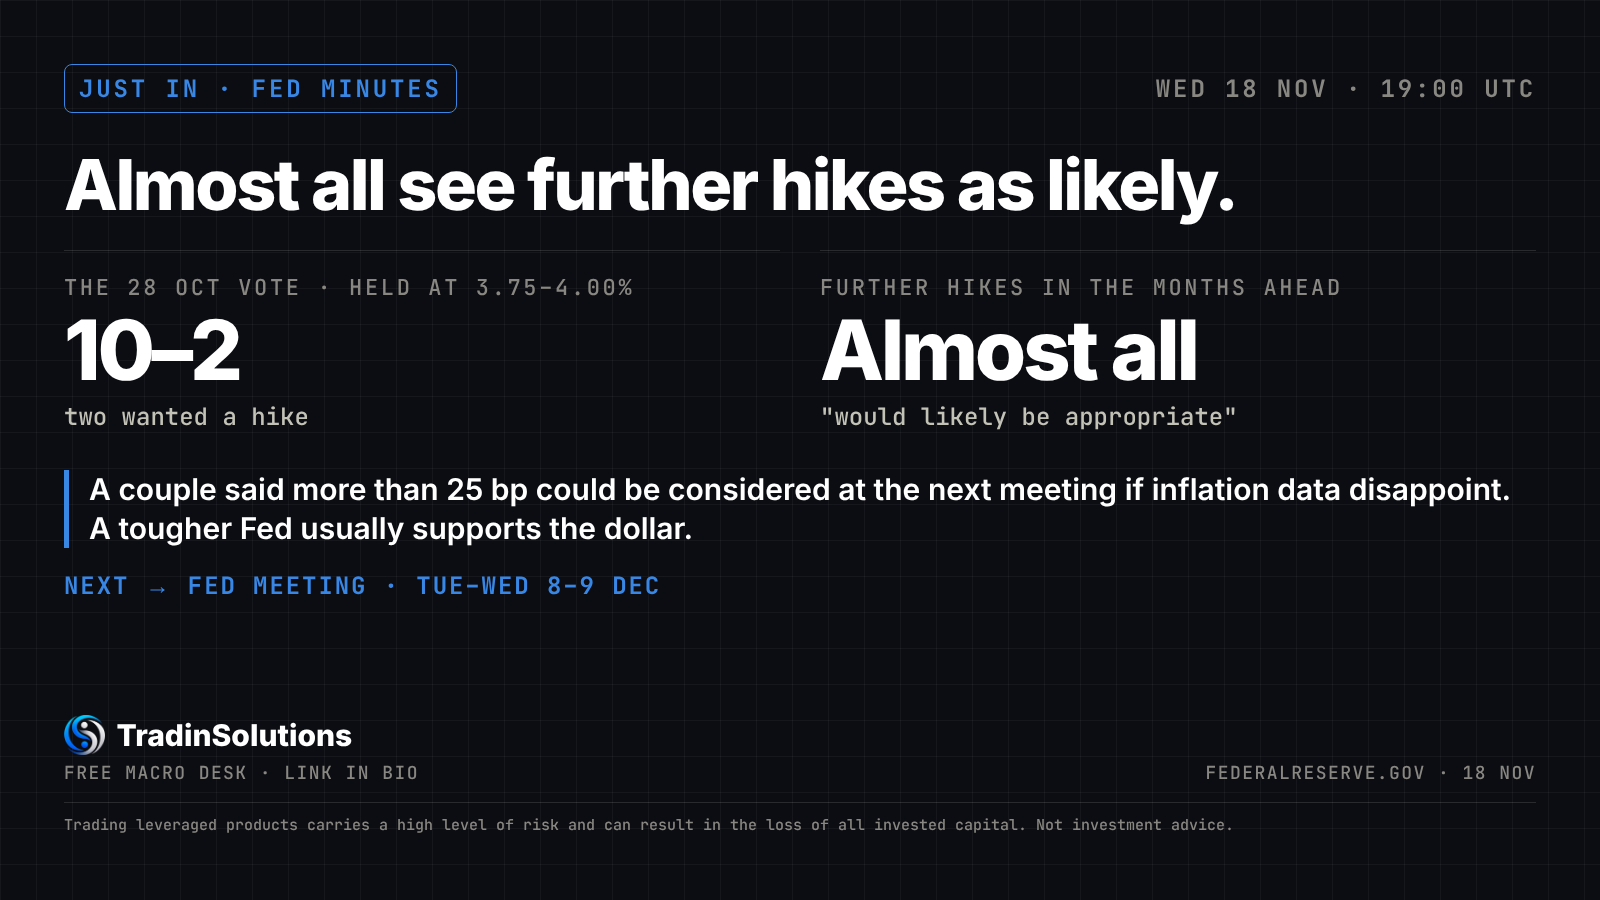 JUST IN · FED MINUTES
WED 18 NOV · 19:00 UTC
Almost all see further hikes as likely.
THE 28 OCT VOTE · HELD AT 3.75–4.00%
10–2
two wanted a hike
FURTHER HIKES IN THE MONTHS AHEAD
Almost all
"would likely be appropriate"
A couple said more than 25 bp could be considered at the next meeting if inflation data disappoint.
A tougher Fed usually supports the dollar.
NEXT → FED MEETING · TUE–WED 8–9 DEC
TradinSolutions
FREE MACRO DESK · LINK IN BIO
FEDERALRESERVE.GOV · 18 NOV
Trading leveraged products carries a high level of risk and can result in the loss of all invested capital. Not investment advice.